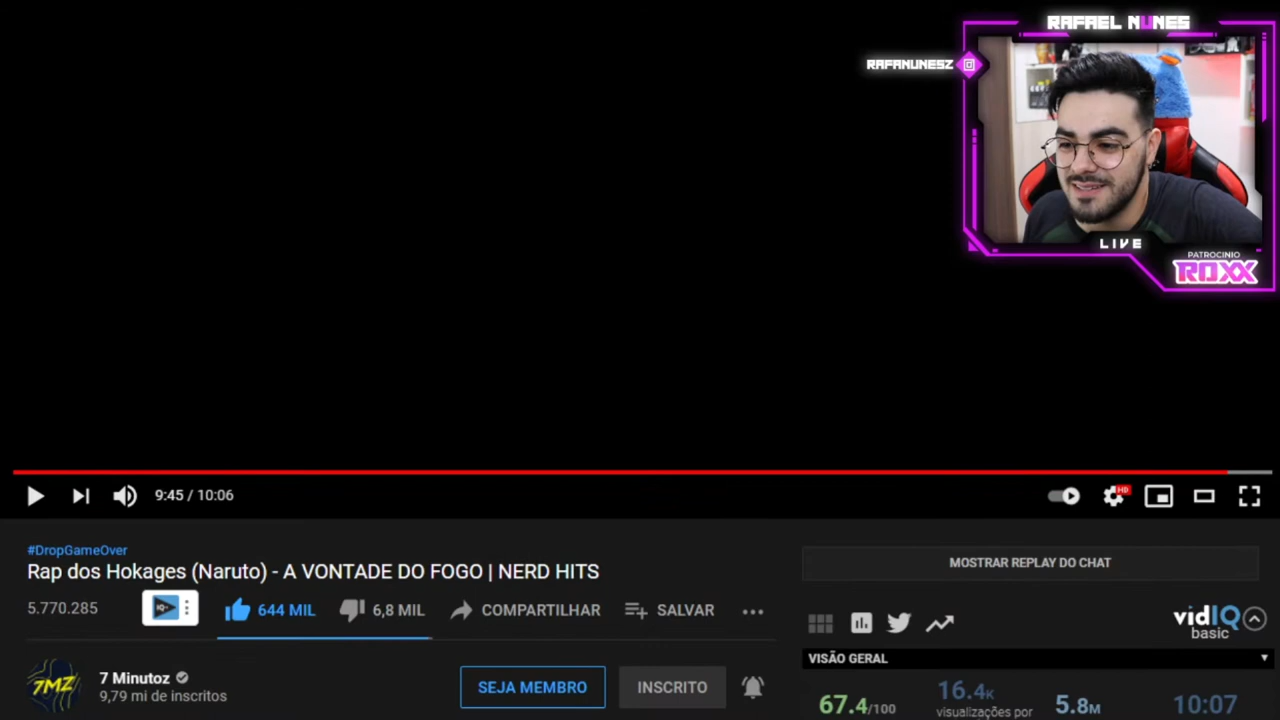 RAFAEL NUNES
RAFANUNESZ
LIVE
PATROCINIO
ROXX
9:45 / 10:06
HD
#DropGameOver
Rap dos Hokages (Naruto) - A VONTADE DO FOGO | NERD HITS
5.770.285
IQ
644 MIL
6,8 MIL
COMPARTILHAR
SALVAR
7MZ
7 Minutoz
9,79 mi de inscritos
SEJA MEMBRO
INSCRITO
MOSTRAR REPLAY DO CHAT
vidIQ
basic
VISÃO GERAL
67.4/100
16.4K
visualizações por
5.8M
10:07